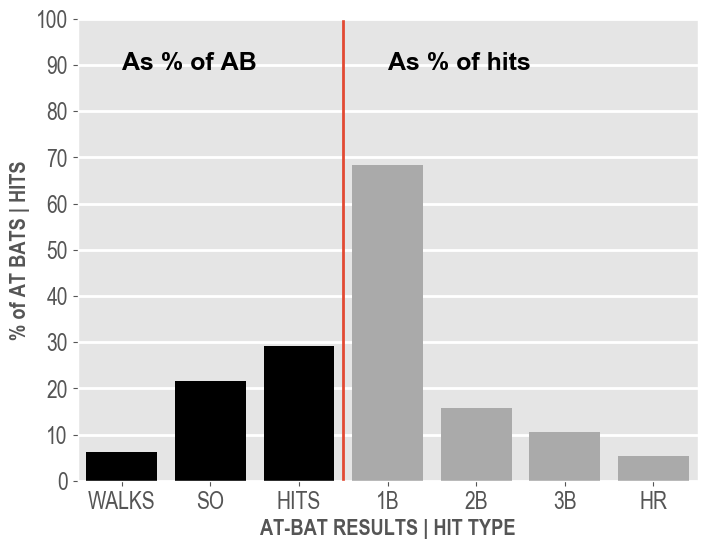 As % of AB
As % of hits
100
90
80
70
60
50
40
30
20
10
0
% of AT BATS | HITS
WALKS SO HITS 1B 2B 3B HR
AT-BAT RESULTS | HIT TYPE